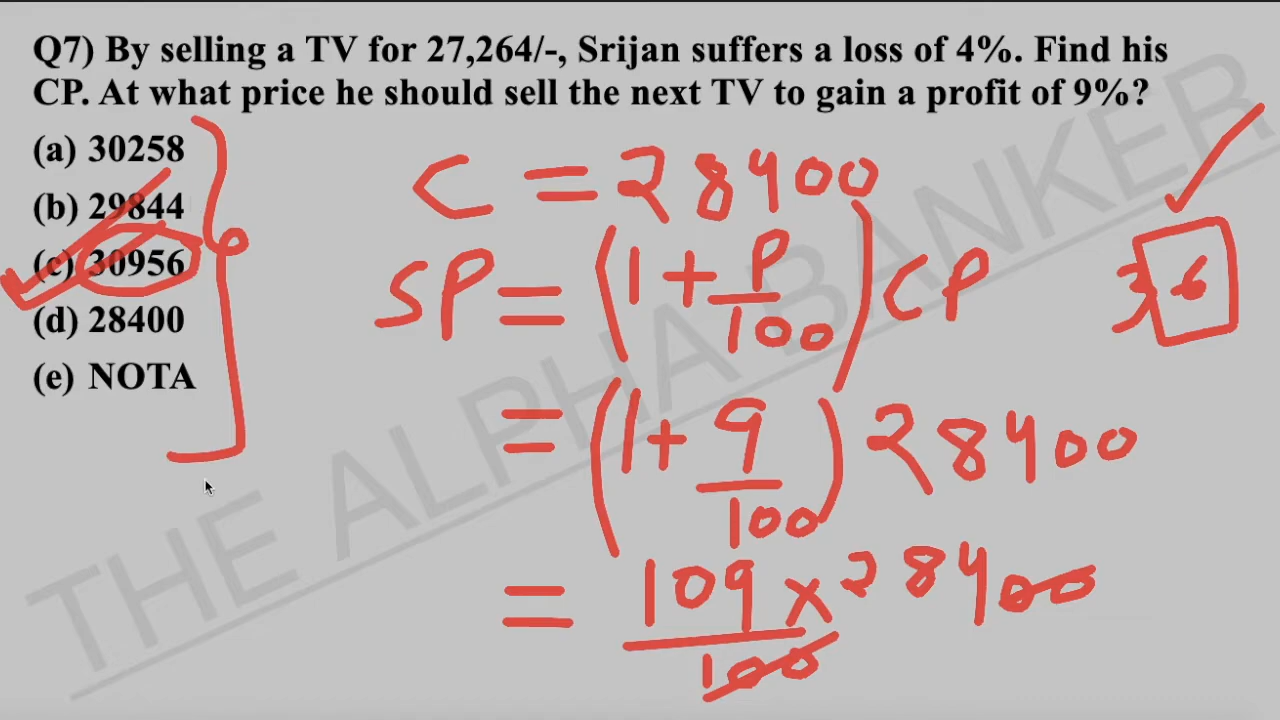 Q7) By selling a TV for 27,264/-, Srijan suffers a loss of 4%. Find his
CP. At what price he should sell the next TV to gain a profit of 9%?
(a) 30258
(b) 29844
(c) 30956
(d) 28400
(e) NOTA
C = 28400
SP = (1 + P/100) CP
= (1 + 9/100) 28400
= 109/100 × 28400
36
THE ALPHA BANKER